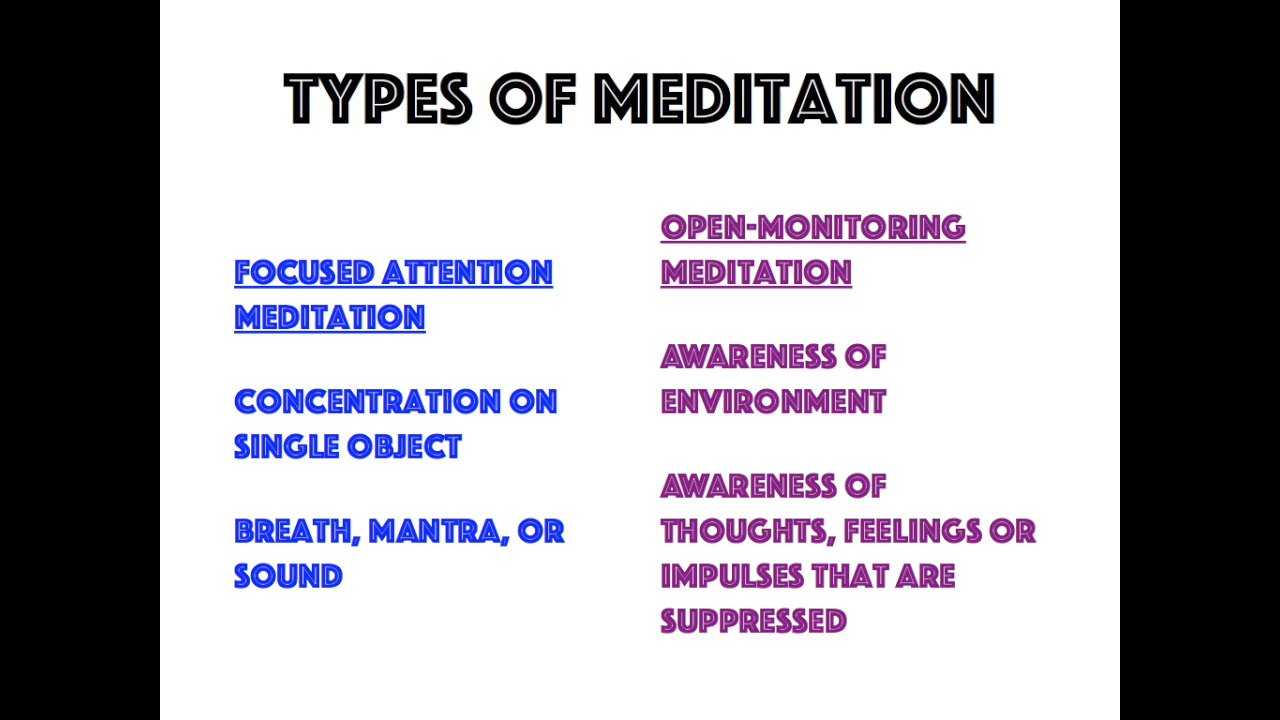 TYPES OF MEDITATION
FOCUSED ATTENTION
MEDITATION
CONCENTRATION ON
SINGLE OBJECT
BREATH, MANTRA, OR
SOUND
OPEN-MONITORING
MEDITATION
AWARENESS OF
ENVIRONMENT
AWARENESS OF
THOUGHTS, FEELINGS OR
IMPULSES THAT ARE
SUPPRESSED